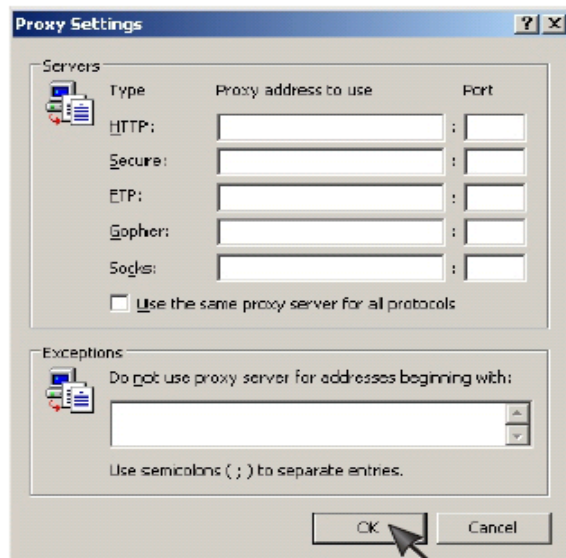 Proxy Settings
Servers
Type Proxy address to use Port
HTTP: :
Secure: :
FTP: :
Gopher: :
Socks: :
Use the same proxy server for all protocols
Exceptions
Do not use proxy server for addresses beginning with:
Use semicolons ( ; ) to separate entries.
OK Cancel